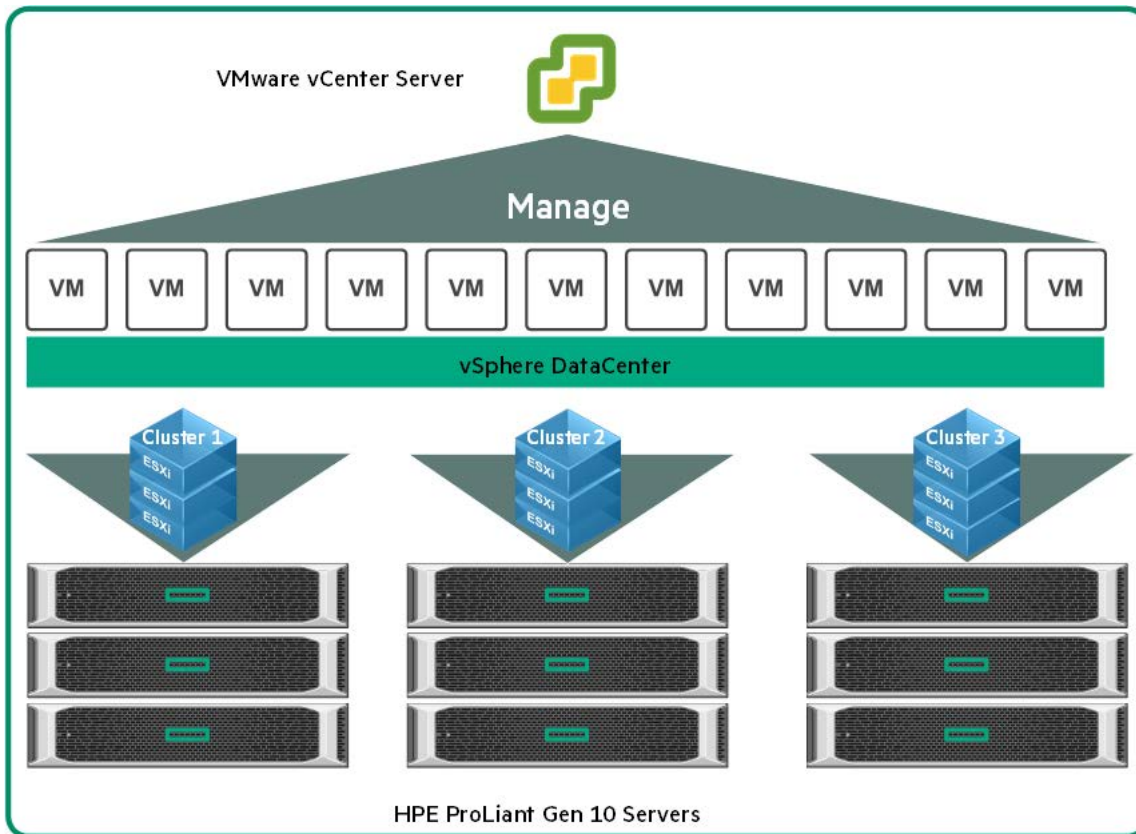 VMware vCenter Server
Manage
VM VM VM VM VM VM VM VM VM VM VM
vSphere DataCenter
Cluster 1 Cluster 2 Cluster 3
ESXi ESXi ESXi
ESXi ESXi ESXi
ESXi ESXi ESXi
HPE ProLiant Gen 10 Servers